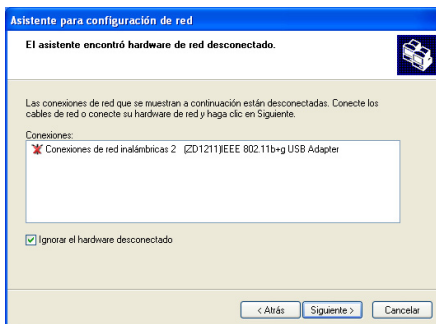 Asistente para configuración de red
El asistente encontró hardware de red desconectado.
Las conexiones de red que se muestran a continuación están desconectadas. Conecte los
cables de red o conecte su hardware de red y haga clic en Siguiente.
Conexiones:
Conexiones de red inalámbricas 2 (ZD1211)IEEE 802.11b+g USB Adapter
Ignorar el hardware desconectado
< Atrás Siguiente > Cancelar